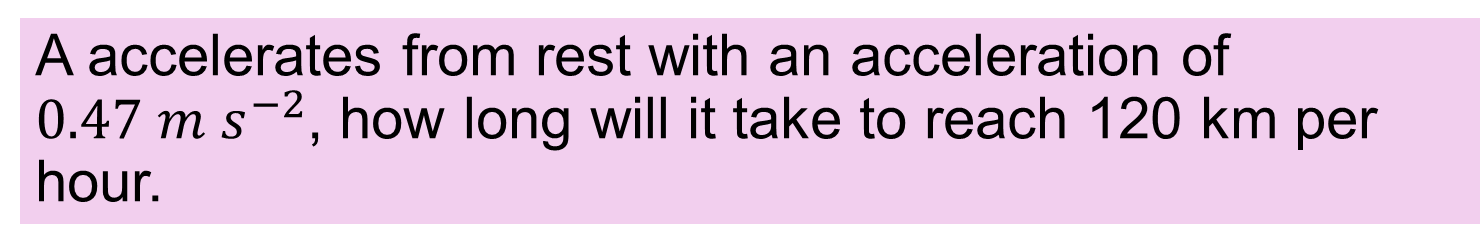 A accelerates from rest with an acceleration of
0.47 m s⁻², how long will it take to reach 120 km per
hour.